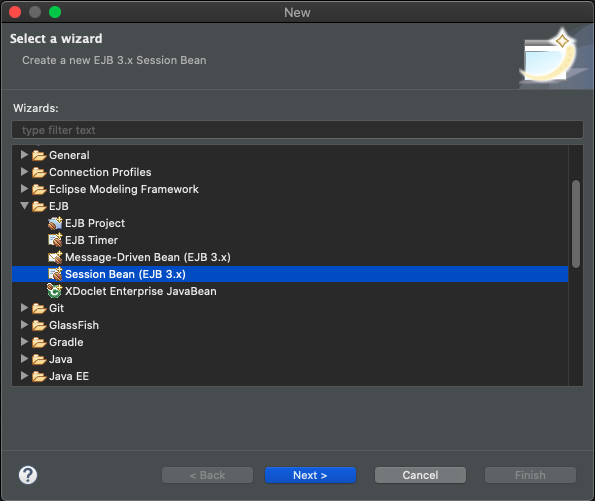 New
Select a wizard
Create a new EJB 3.x Session Bean
Wizards:
type filter text
General
Connection Profiles
Eclipse Modeling Framework
EJB
EJB Project
EJB Timer
Message-Driven Bean (EJB 3.x)
Session Bean (EJB 3.x)
XDoclet Enterprise JavaBean
Git
GlassFish
Gradle
Java
Java EE
? < Back Next > Cancel Finish